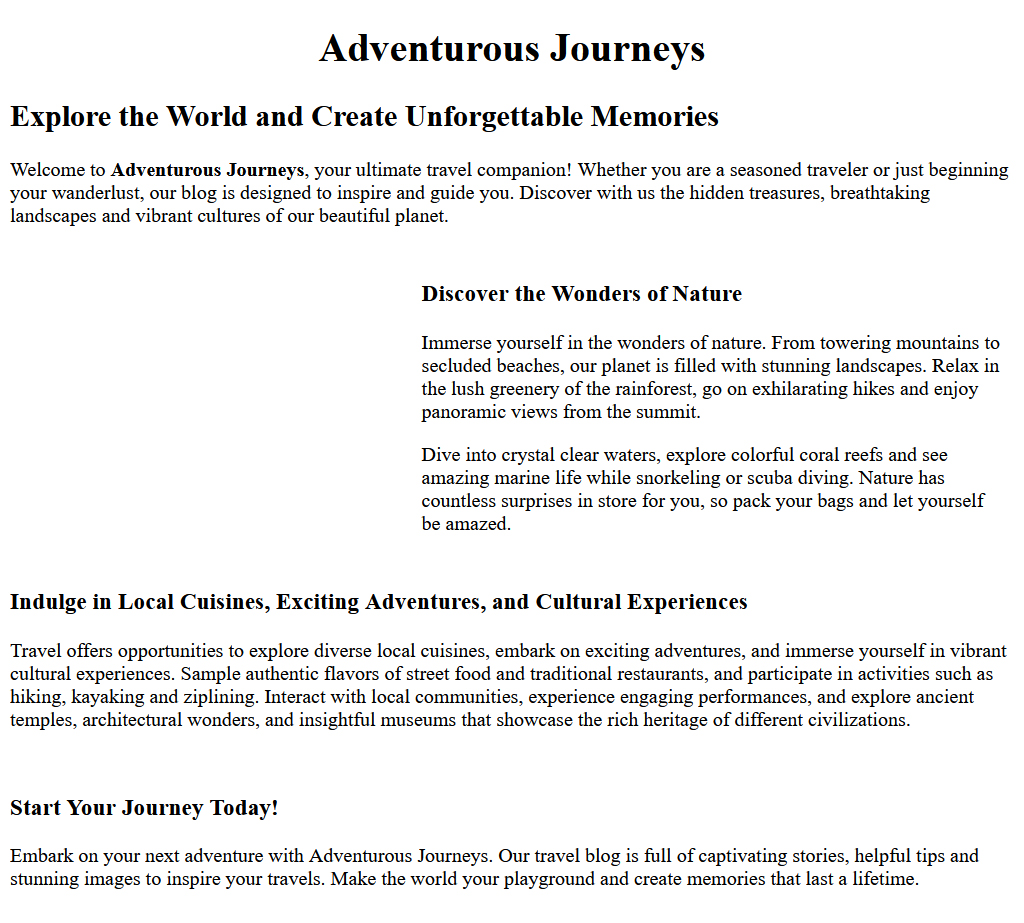 Adventurous Journeys
Explore the World and Create Unforgettable Memories
Welcome to Adventurous Journeys, your ultimate travel companion! Whether you are a seasoned traveler or just beginning
your wanderlust, our blog is designed to inspire and guide you. Discover with us the hidden treasures, breathtaking
landscapes and vibrant cultures of our beautiful planet.
Discover the Wonders of Nature
Immerse yourself in the wonders of nature. From towering mountains to
secluded beaches, our planet is filled with stunning landscapes. Relax in
the lush greenery of the rainforest, go on exhilarating hikes and enjoy
panoramic views from the summit.
Dive into crystal clear waters, explore colorful coral reefs and see
amazing marine life while snorkeling or scuba diving. Nature has
countless surprises in store for you, so pack your bags and let yourself
be amazed.
Indulge in Local Cuisines, Exciting Adventures, and Cultural Experiences
Travel offers opportunities to explore diverse local cuisines, embark on exciting adventures, and immerse yourself in vibrant
cultural experiences. Sample authentic flavors of street food and traditional restaurants, and participate in activities such as
hiking, kayaking and ziplining. Interact with local communities, experience engaging performances, and explore ancient
temples, architectural wonders, and insightful museums that showcase the rich heritage of different civilizations.
Start Your Journey Today!
Embark on your next adventure with Adventurous Journeys. Our travel blog is full of captivating stories, helpful tips and
stunning images to inspire your travels. Make the world your playground and create memories that last a lifetime.